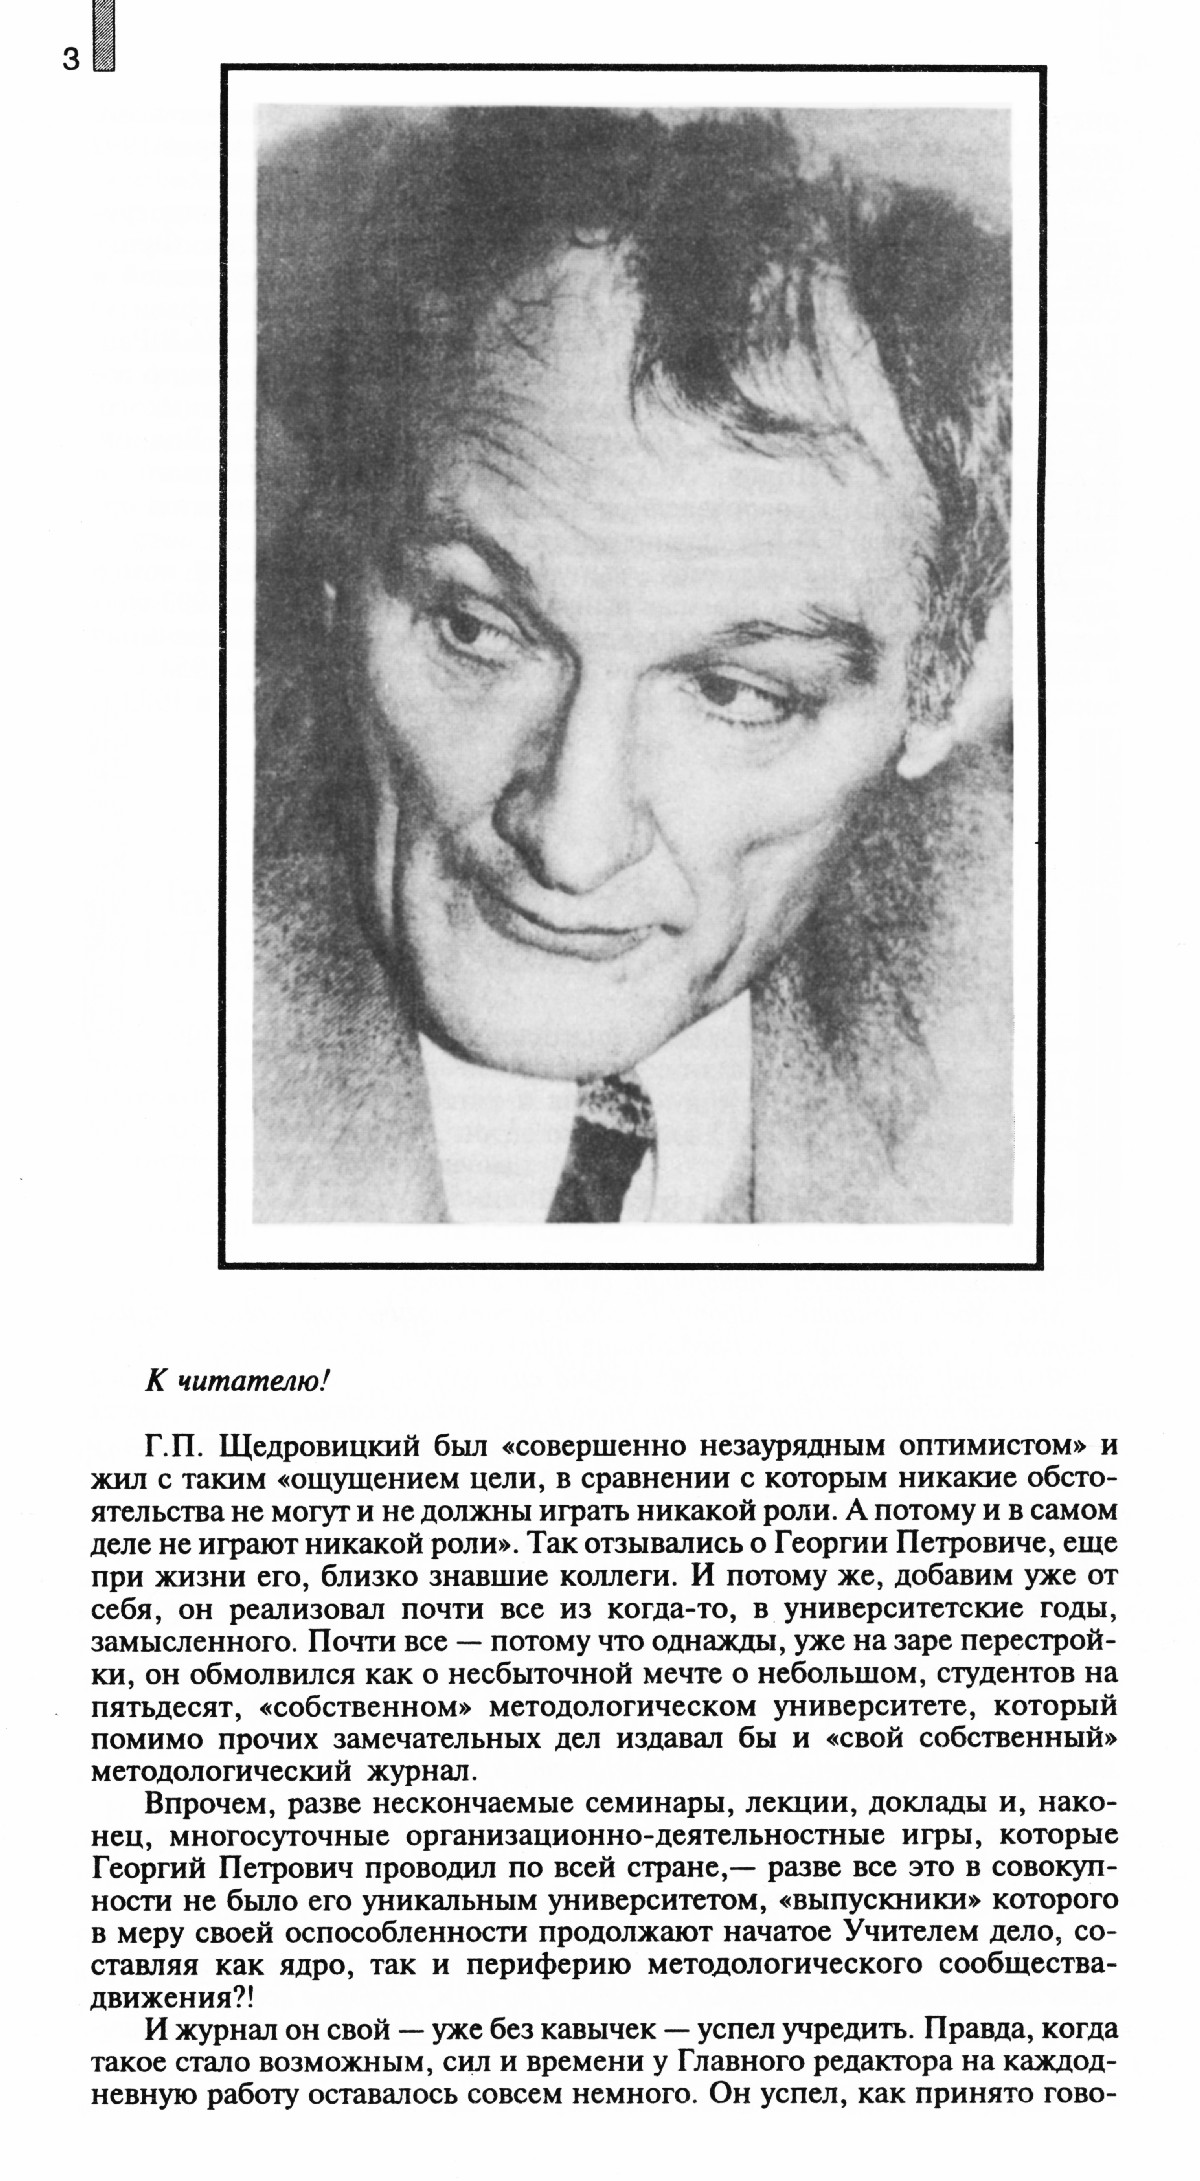 3
К читателю!
Г.П. Щедровицкий был «совершенно незаурядным оптимистом» и
жил с таким «ощущением цели, в сравнении с которым никакие обсто-
ятельства не могут и не должны играть никакой роли. А потому и в самом
деле не играют никакой роли». Так отзывались о Георгии Петровиче, еще
при жизни его, близко знавшие коллеги. И потому же, добавим уже от
себя, он реализовал почти все из когда-то, в университетские годы,
замысленного. Почти все — потому что однажды, уже на заре перестрой-
ки, он обмолвился как о несбыточной мечте о небольшом, студентов на
пятьдесят, «собственном» методологическом университете, который
помимо прочих замечательных дел издавал бы и «свой собственный»
методологический журнал.
Впрочем, разве нескончаемые семинары, лекции, доклады и, нако-
нец, многосуточные организационно-деятельностные игры, которые
Георгий Петрович проводил по всей стране,— разве все это в совокуп-
ности не было его уникальным университетом, «выпускники» которого
в меру своей оспособленности продолжают начатое Учителем дело, со-
ставляя как ядро, так и периферию методологического сообщества-
движения?!
И журнал он свой — уже без кавычек — успел учредить. Правда, когда
такое стало возможным, сил и времени у Главного редактора на каждод-
невную работу оставалось совсем немного. Он успел, как принято гово-